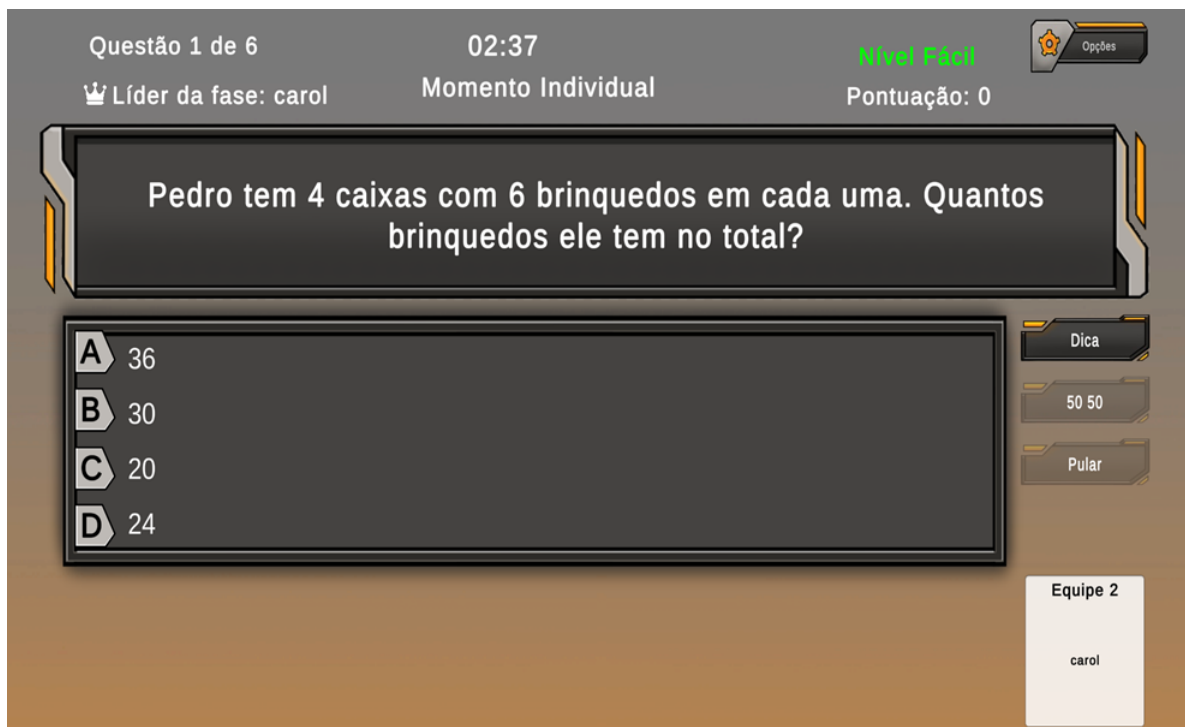 Questão 1 de 6
02:37
Nível Fácil
Opções
Líder da fase: carol
Momento Individual
Pontuação: 0
Pedro tem 4 caixas com 6 brinquedos em cada uma. Quantos
brinquedos ele tem no total?
A 36
B 30
C 20
D 24
Dica
50 50
Pular
Equipe 2
carol